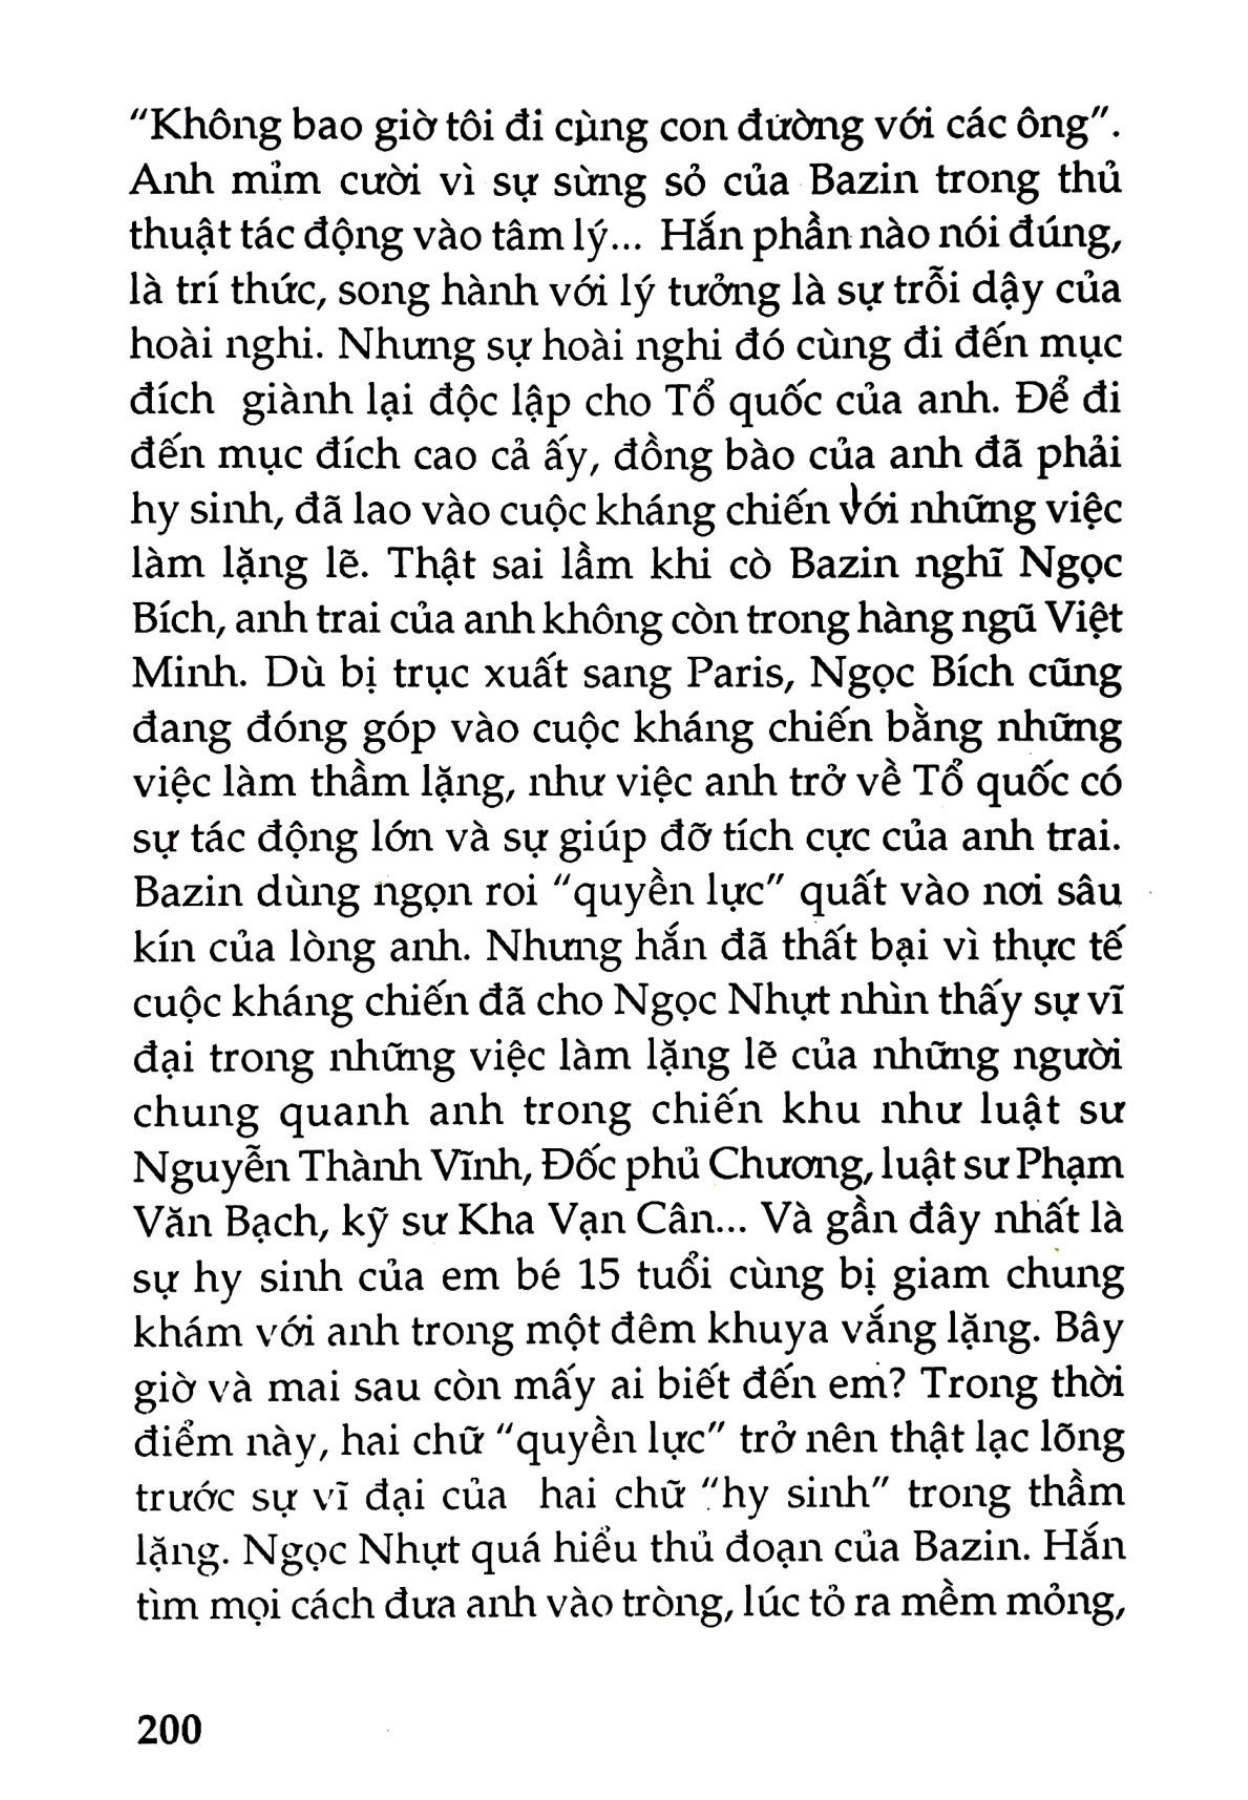 “Không bao giờ tôi đi cùng con đường với các ông”.
Anh mỉm cười vì sự sừng sỏ của Bazin trong thủ
thuật tác động vào tâm lý... Hắn phần nào nói đúng,
là trí thức, song hành với lý tưởng là sự trỗi dậy của
hoài nghi. Nhưng sự hoài nghi đó cùng đi đến mục
đích giành lại độc lập cho Tổ quốc của anh. Để đi
đến mục đích cao cả ấy, đồng bào của anh đã phải
hy sinh, đã lao vào cuộc kháng chiến với những việc
làm lặng lẽ. Thật sai lầm khi cò Bazin nghĩ Ngọc
Bích, anh trai của anh không còn trong hàng ngũ Việt
Minh. Dù bị trục xuất sang Paris, Ngọc Bích cũng
đang đóng góp vào cuộc kháng chiến bằng những
việc làm thầm lặng, như việc anh trở về Tổ quốc có
sự tác động lớn và sự giúp đỡ tích cực của anh trai.
Bazin dùng ngọn roi “quyền lực” quất vào nơi sâu
kín của lòng anh. Nhưng hắn đã thất bại vì thực tế
cuộc kháng chiến đã cho Ngọc Nhựt nhìn thấy sự vĩ
đại trong những việc làm lặng lẽ của những người
chung quanh anh trong chiến khu như luật sư
Nguyễn Thành Vĩnh, Đốc phủ Chương, luật sư Phạm
Văn Bạch, kỹ sư Kha Vạn Cân... Và gần đây nhất là
sự hy sinh của em bé 15 tuổi cùng bị giam chung
khám với anh trong một đêm khuya vắng lặng. Bây
giờ và mai sau còn mấy ai biết đến em? Trong thời
điểm này, hai chữ “quyền lực” trở nên thật lạc lõng
trước sự vĩ đại của hai chữ “hy sinh” trong thầm
lặng. Ngọc Nhựt quá hiểu thủ đoạn của Bazin. Hắn
tìm mọi cách đưa anh vào tròng, lúc tỏ ra mềm mỏng,
200